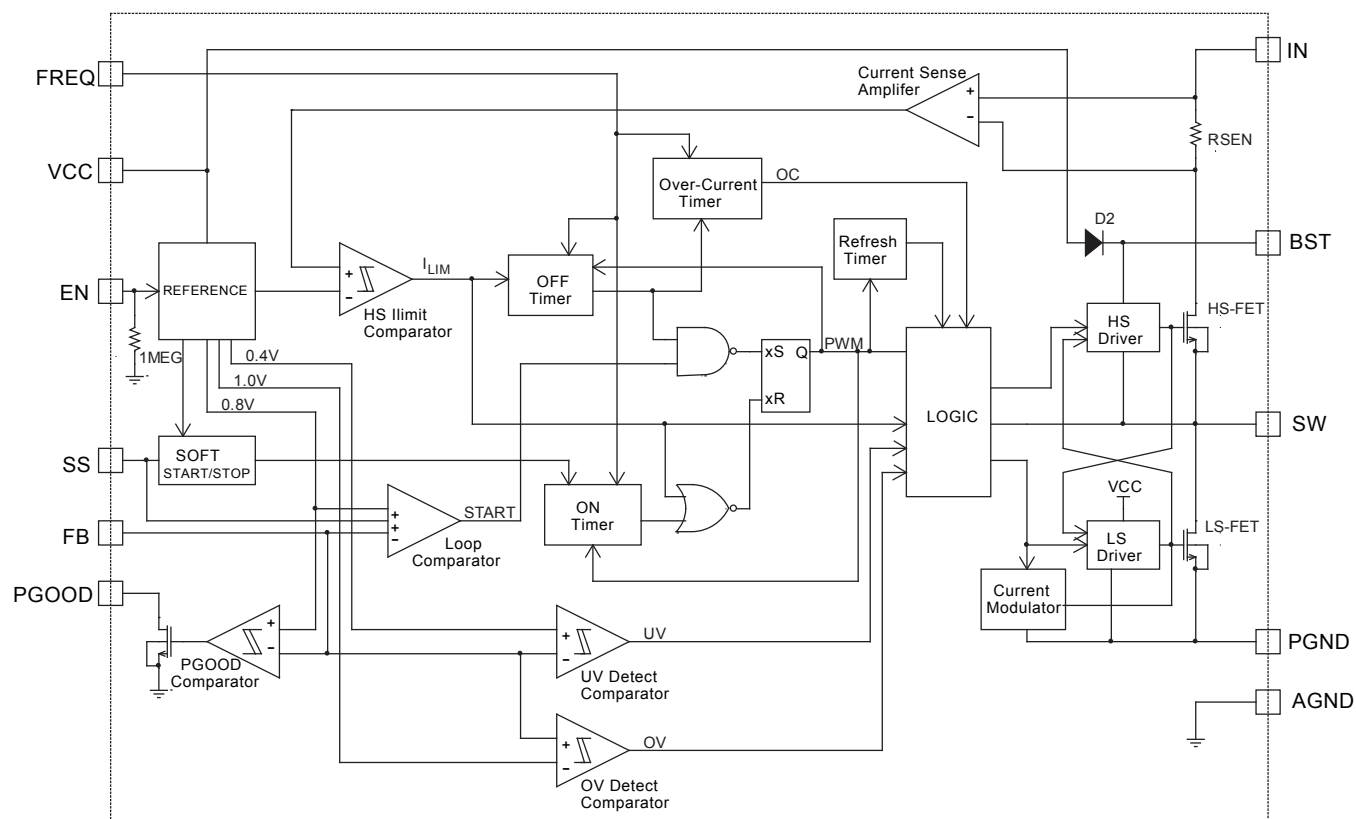 IN
FREQ
Current Sense
Amplifer
+
-
RSEN
VCC
Over-Current
Timer
OC
D2
BST
Refresh
Timer
EN
REFERENCE
+
-
HS Ilimit
Comparator
ILIM
OFF
Timer
HS
Driver
HS-FET
1MEG
0.4V
1.0V
0.8V
xS Q
xR
PWM
LOGIC
SW
SS
SOFT
START/STOP
+
+
-
START
Loop
Comparator
ON
Timer
VCC
LS
Driver
LS-FET
FB
PGOOD
Current
Modulator
+
-
PGOOD
Comparator
+
-
UV
UV Detect
Comparator
PGND
AGND
+
-
OV
OV Detect
Comparator